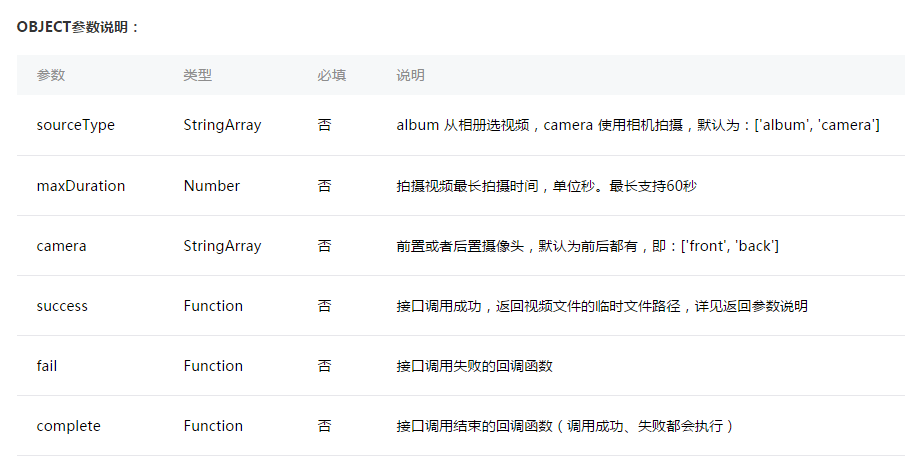 OBJECT参数说明：
参数 类型 必填 说明
sourceType StringArray 否 album 从相册选视频，camera 使用相机拍摄，默认为：['album', 'camera']
maxDuration Number 否 拍摄视频最长拍摄时间，单位秒。最长支持60秒
camera StringArray 否 前置或者后置摄像头，默认为前后都有，即：['front', 'back']
success Function 否 接口调用成功，返回视频文件的临时文件路径，详见返回参数说明
fail Function 否 接口调用失败的回调函数
complete Function 否 接口调用结束的回调函数（调用成功、失败都会执行）